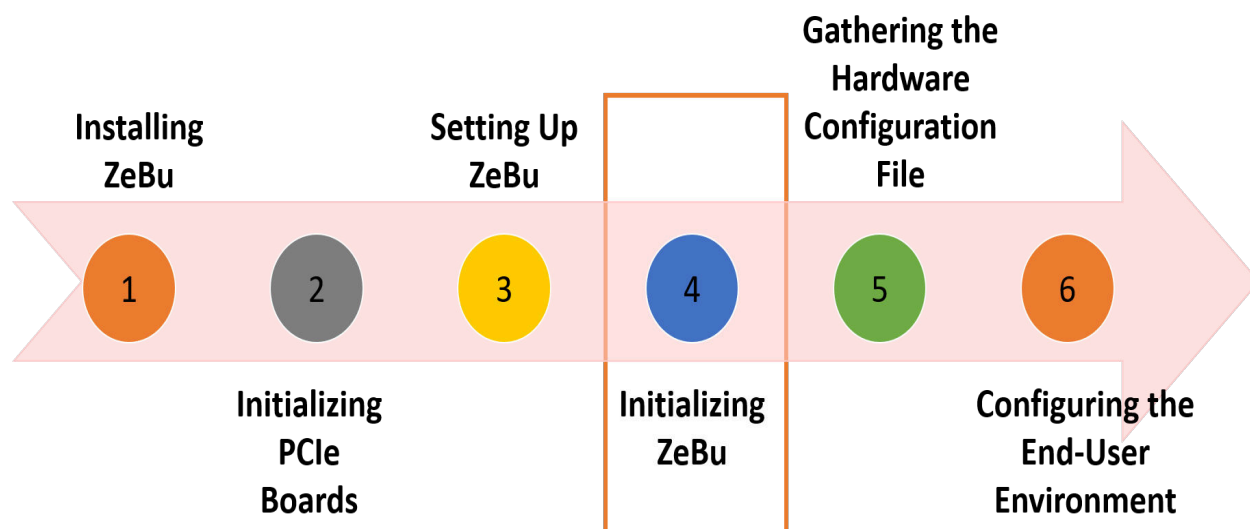 Installing
ZeBu
1
2
Initializing
PCIe
Boards
Setting Up
ZeBu
3
4
Initializing
ZeBu
Gathering the
Hardware
Configuration
File
5
6
Configuring the
End-User
Environment